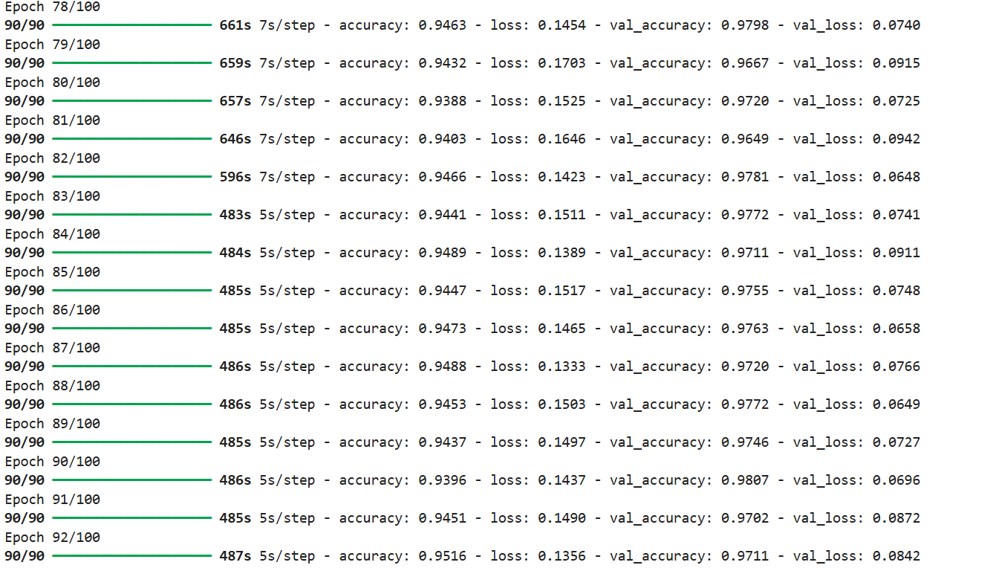 Epoch 78/100
90/90 ━━━━━━━━━━━━━━━━━━━━ 661s 7s/step - accuracy: 0.9463 - loss: 0.1454 - val_accuracy: 0.9798 - val_loss: 0.0740
Epoch 79/100
90/90 ━━━━━━━━━━━━━━━━━━━━ 659s 7s/step - accuracy: 0.9432 - loss: 0.1703 - val_accuracy: 0.9667 - val_loss: 0.0915
Epoch 80/100
90/90 ━━━━━━━━━━━━━━━━━━━━ 657s 7s/step - accuracy: 0.9388 - loss: 0.1525 - val_accuracy: 0.9720 - val_loss: 0.0725
Epoch 81/100
90/90 ━━━━━━━━━━━━━━━━━━━━ 646s 7s/step - accuracy: 0.9403 - loss: 0.1646 - val_accuracy: 0.9649 - val_loss: 0.0942
Epoch 82/100
90/90 ━━━━━━━━━━━━━━━━━━━━ 596s 7s/step - accuracy: 0.9466 - loss: 0.1423 - val_accuracy: 0.9781 - val_loss: 0.0648
Epoch 83/100
90/90 ━━━━━━━━━━━━━━━━━━━━ 483s 5s/step - accuracy: 0.9441 - loss: 0.1511 - val_accuracy: 0.9772 - val_loss: 0.0741
Epoch 84/100
90/90 ━━━━━━━━━━━━━━━━━━━━ 484s 5s/step - accuracy: 0.9489 - loss: 0.1389 - val_accuracy: 0.9711 - val_loss: 0.0911
Epoch 85/100
90/90 ━━━━━━━━━━━━━━━━━━━━ 485s 5s/step - accuracy: 0.9447 - loss: 0.1517 - val_accuracy: 0.9755 - val_loss: 0.0748
Epoch 86/100
90/90 ━━━━━━━━━━━━━━━━━━━━ 485s 5s/step - accuracy: 0.9473 - loss: 0.1465 - val_accuracy: 0.9763 - val_loss: 0.0658
Epoch 87/100
90/90 ━━━━━━━━━━━━━━━━━━━━ 486s 5s/step - accuracy: 0.9488 - loss: 0.1333 - val_accuracy: 0.9720 - val_loss: 0.0766
Epoch 88/100
90/90 ━━━━━━━━━━━━━━━━━━━━ 486s 5s/step - accuracy: 0.9453 - loss: 0.1503 - val_accuracy: 0.9772 - val_loss: 0.0649
Epoch 89/100
90/90 ━━━━━━━━━━━━━━━━━━━━ 485s 5s/step - accuracy: 0.9437 - loss: 0.1497 - val_accuracy: 0.9746 - val_loss: 0.0727
Epoch 90/100
90/90 ━━━━━━━━━━━━━━━━━━━━ 486s 5s/step - accuracy: 0.9396 - loss: 0.1437 - val_accuracy: 0.9807 - val_loss: 0.0696
Epoch 91/100
90/90 ━━━━━━━━━━━━━━━━━━━━ 485s 5s/step - accuracy: 0.9451 - loss: 0.1490 - val_accuracy: 0.9702 - val_loss: 0.0872
Epoch 92/100
90/90 ━━━━━━━━━━━━━━━━━━━━ 487s 5s/step - accuracy: 0.9516 - loss: 0.1356 - val_accuracy: 0.9711 - val_loss: 0.0842